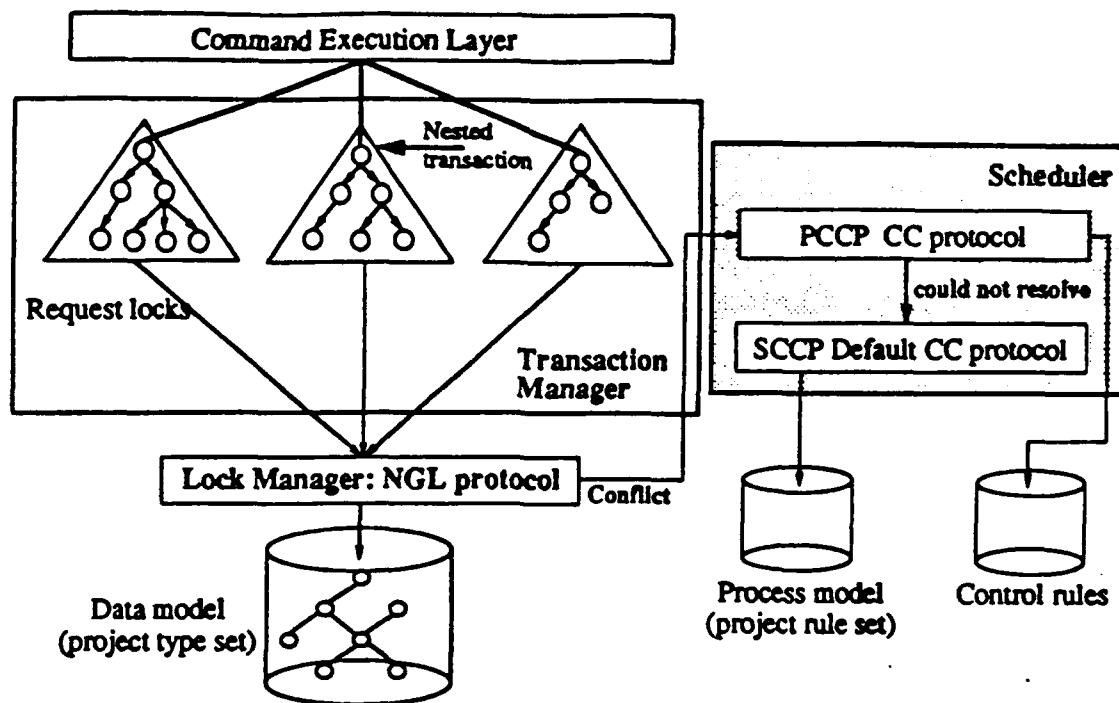 Command Execution Layer
Nested
transaction
Scheduler
PCCP CC protocol
could not resolve
SCCP Default CC protocol
Request locks
Transaction
Manager
Lock Manager: NGL protocol
Conflict
Data model
(project type set)
Process model
(project rule set)
Control rules